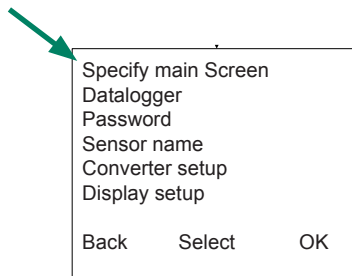 Specify main Screen
Datalogger
Password
Sensor name
Converter setup
Display setup
Back Select OK